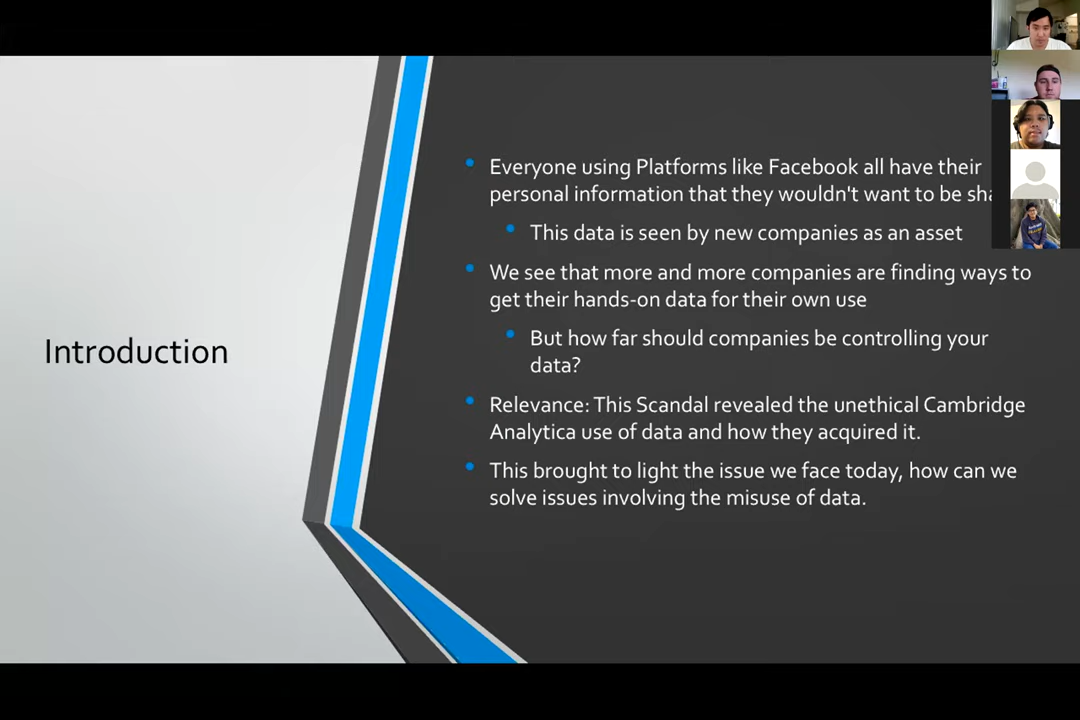 Introduction
Everyone using Platforms like Facebook all have their
personal information that they wouldn't want to be
This data is seen by new companies as an asset
We see that more and more companies are finding ways to
get their hands-on data for their own use
But how far should companies be controlling your
data?
Relevance: This Scandal revealed the unethical Cambridge
Analytica use of data and how they acquired it.
This brought to light the issue we face today, how can we
solve issues involving the misuse of data.